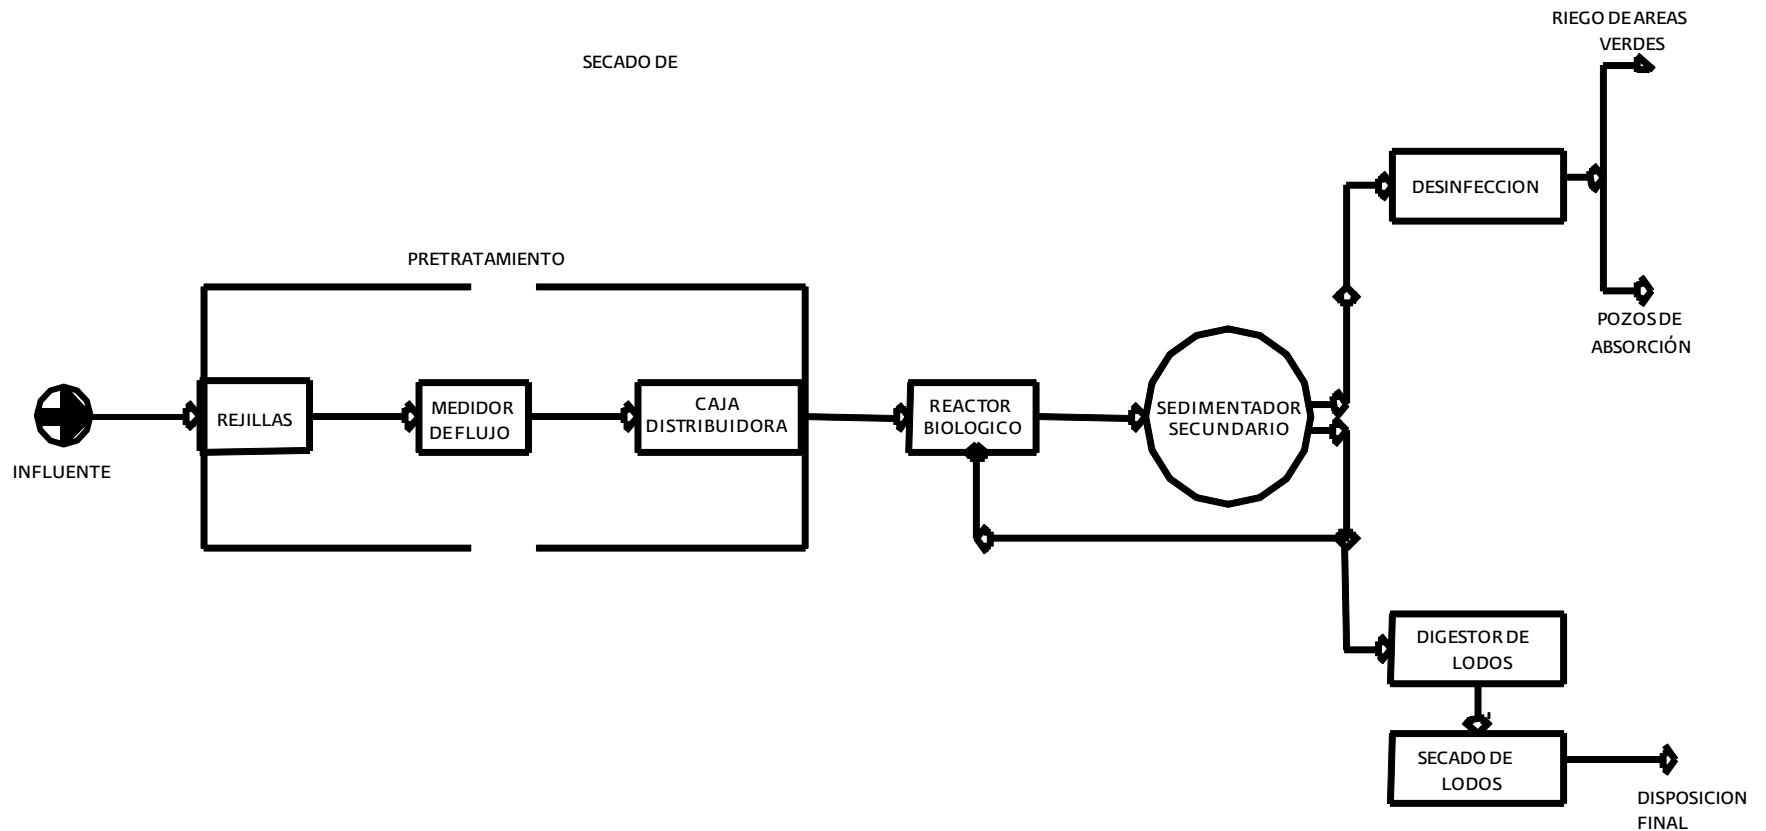 RIEGO DE AREAS
VERDES
SECADO DE
DESINFECCION
PRETRATAMIENTO
POZOS DE
ABSORCIÓN
REJILLAS
MEDIDOR
DE FLUJO
CAJA
DISTRIBUIDORA
REACTOR
BIOLOGICO
SEDIMENTADOR
SECUNDARIO
INFLUENTE
DIGESTOR DE
LODOS
SECADO DE
LODOS
DISPOSICION
FINAL